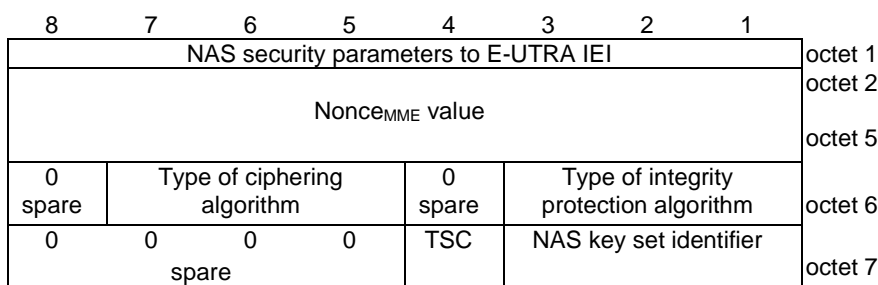 8 7 6 5 4 3 2 1
NAS security parameters to E-UTRA IEI octet 1
octet 2
NonceMME value
octet 5
0 Type of ciphering 0 Type of integrity
spare algorithm spare protection algorithm octet 6
0 0 0 0 TSC NAS key set identifier
spare octet 7